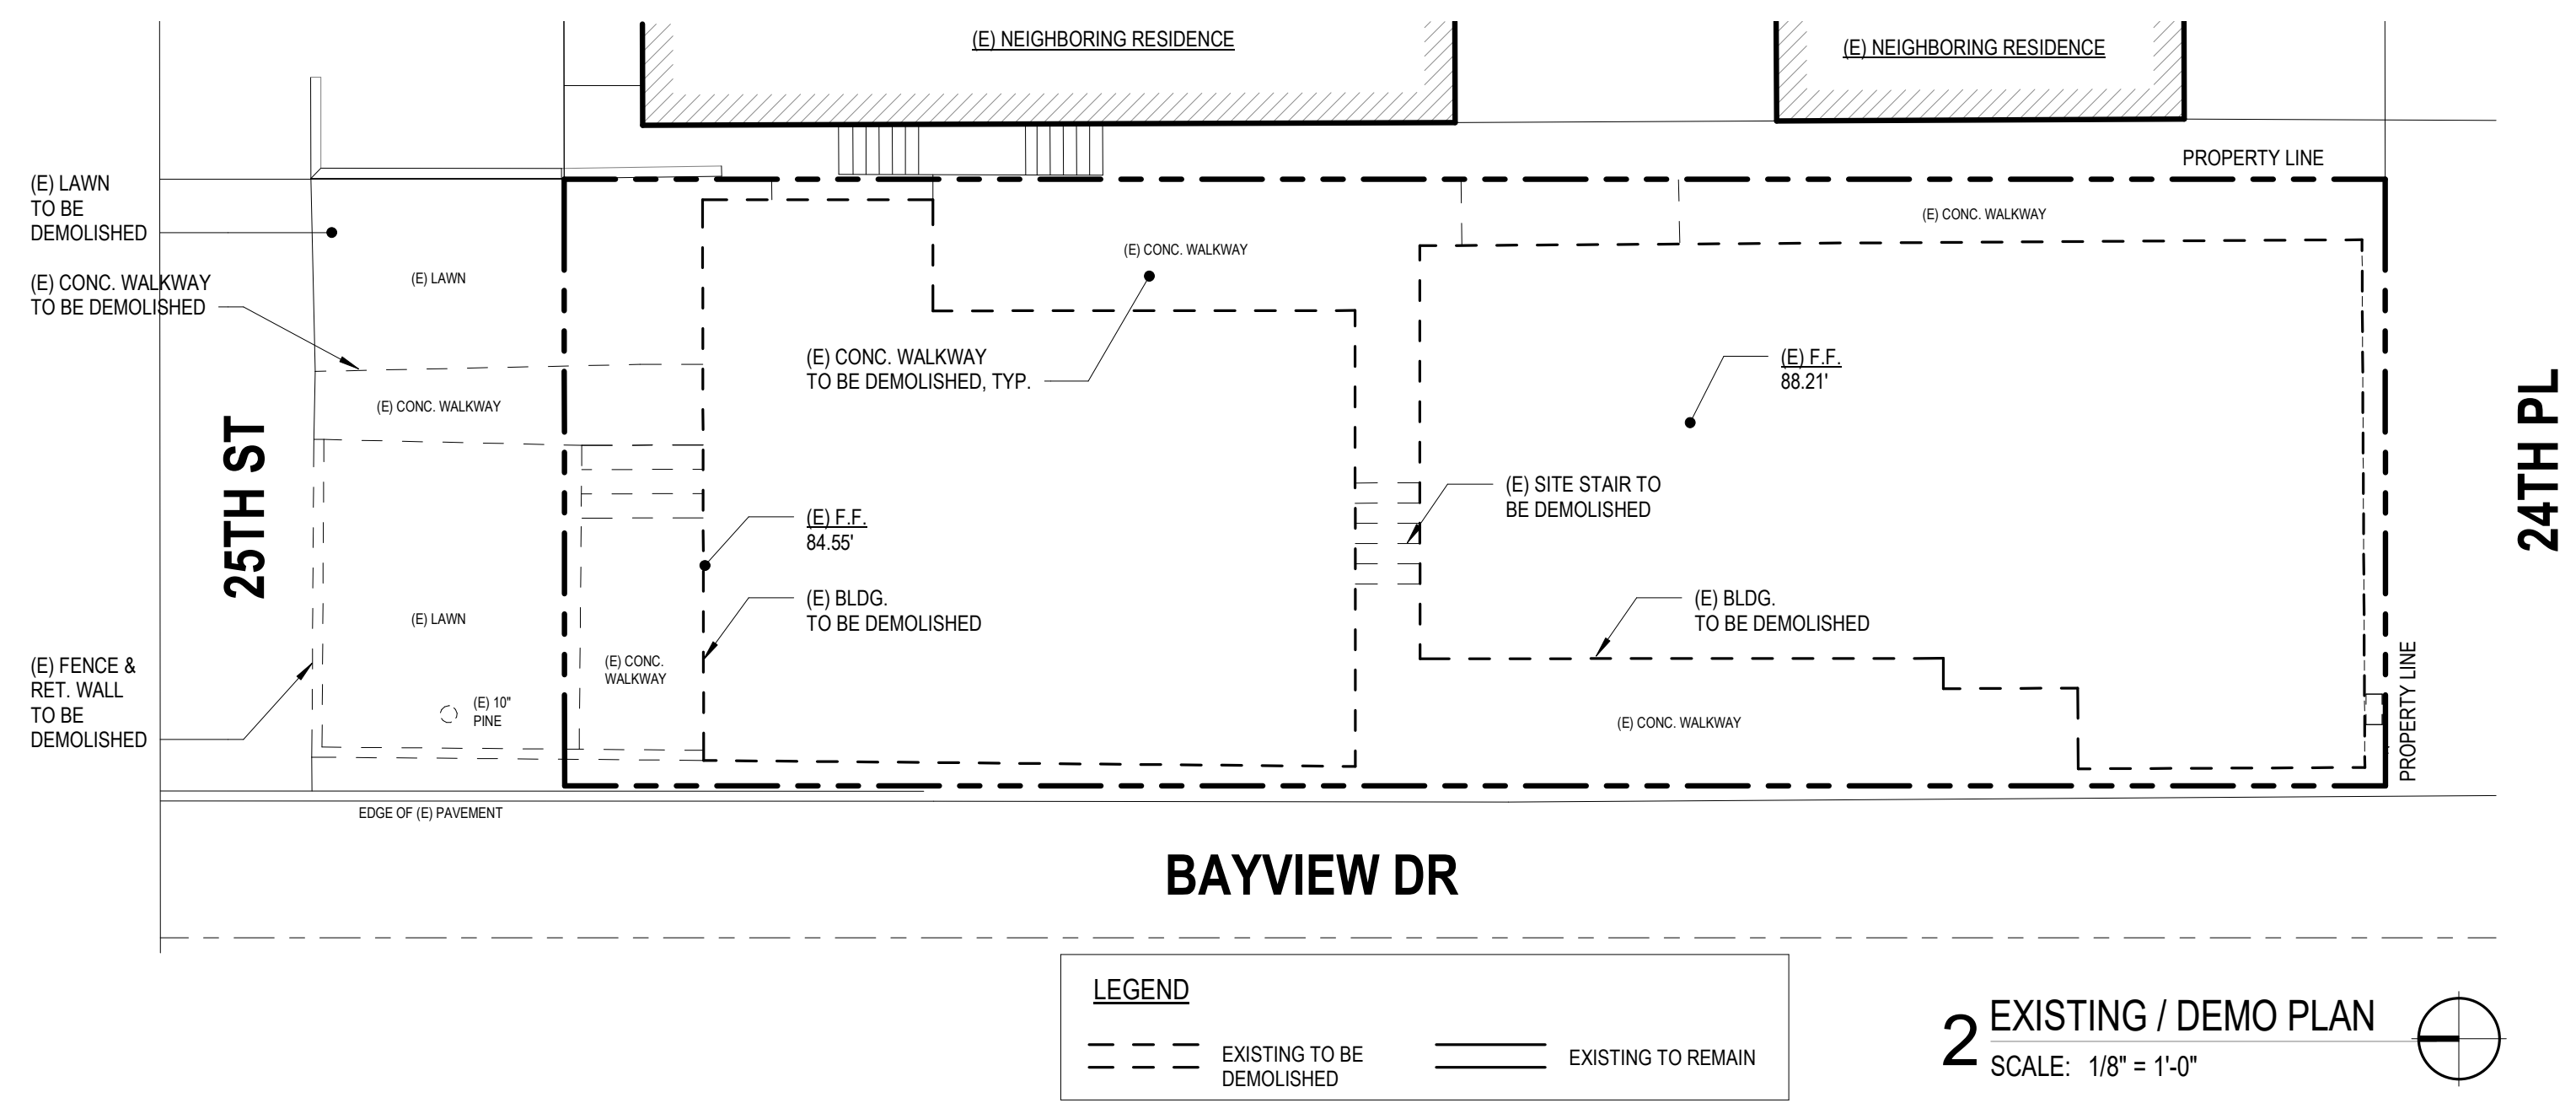 (E) NEIGHBORING RESIDENCE
(E) NEIGHBORING RESIDENCE
PROPERTY LINE
(E) LAWN
TO BE
DEMOLISHED
(E) CONC. WALKWAY
TO BE DEMOLISHED
(E) LAWN
(E) CONC. WALKWAY
(E) CONC. WALKWAY
(E) CONC. WALKWAY
TO BE DEMOLISHED, TYP.
(E) F.F.
88.21'
(E) CONC. WALKWAY
25TH ST
24TH PL
(E) SITE STAIR TO
BE DEMOLISHED
(E) F.F.
84.55'
(E) BLDG.
TO BE DEMOLISHED
(E) BLDG.
TO BE DEMOLISHED
(E) LAWN
(E) FENCE &
RET. WALL
TO BE
DEMOLISHED
(E) CONC.
WALKWAY
(E) 10"
PINE
(E) CONC. WALKWAY
PROPERTY LINE
EDGE OF (E) PAVEMENT
BAYVIEW DR
LEGEND
EXISTING TO BE
DEMOLISHED
EXISTING TO REMAIN
2 EXISTING / DEMO PLAN
SCALE: 1/8" = 1'-0"